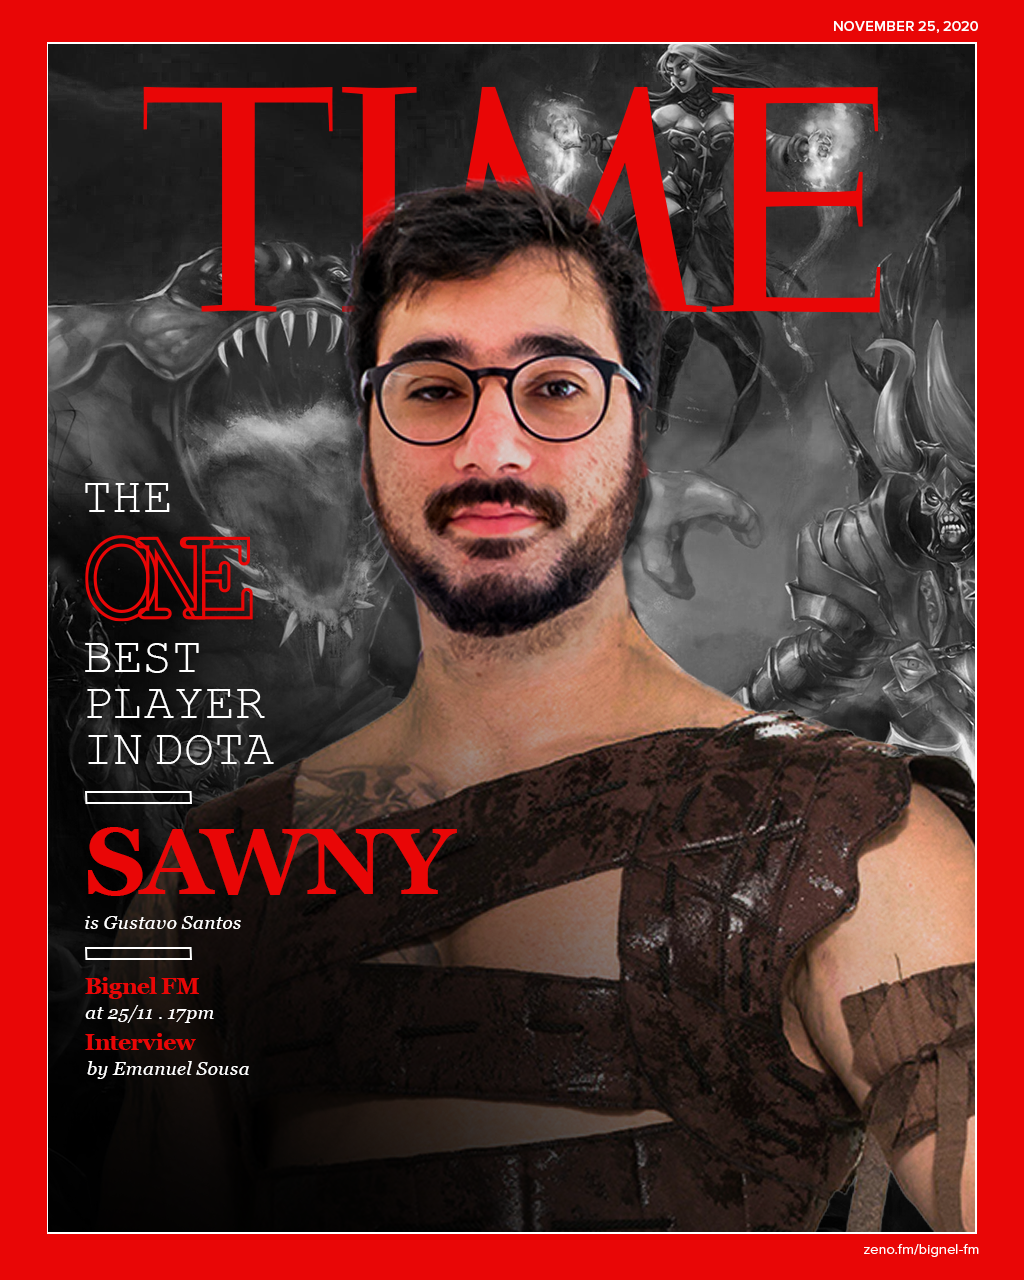 NOVEMBER 25, 2020
TIME
THE
ONE
BEST
PLAYER
IN DOTA
SAWNY
is Gustavo Santos
Bignel FM
at 25/11 . 17pm
Interview
by Emanuel Sousa
zeno.fm/bignel-fm